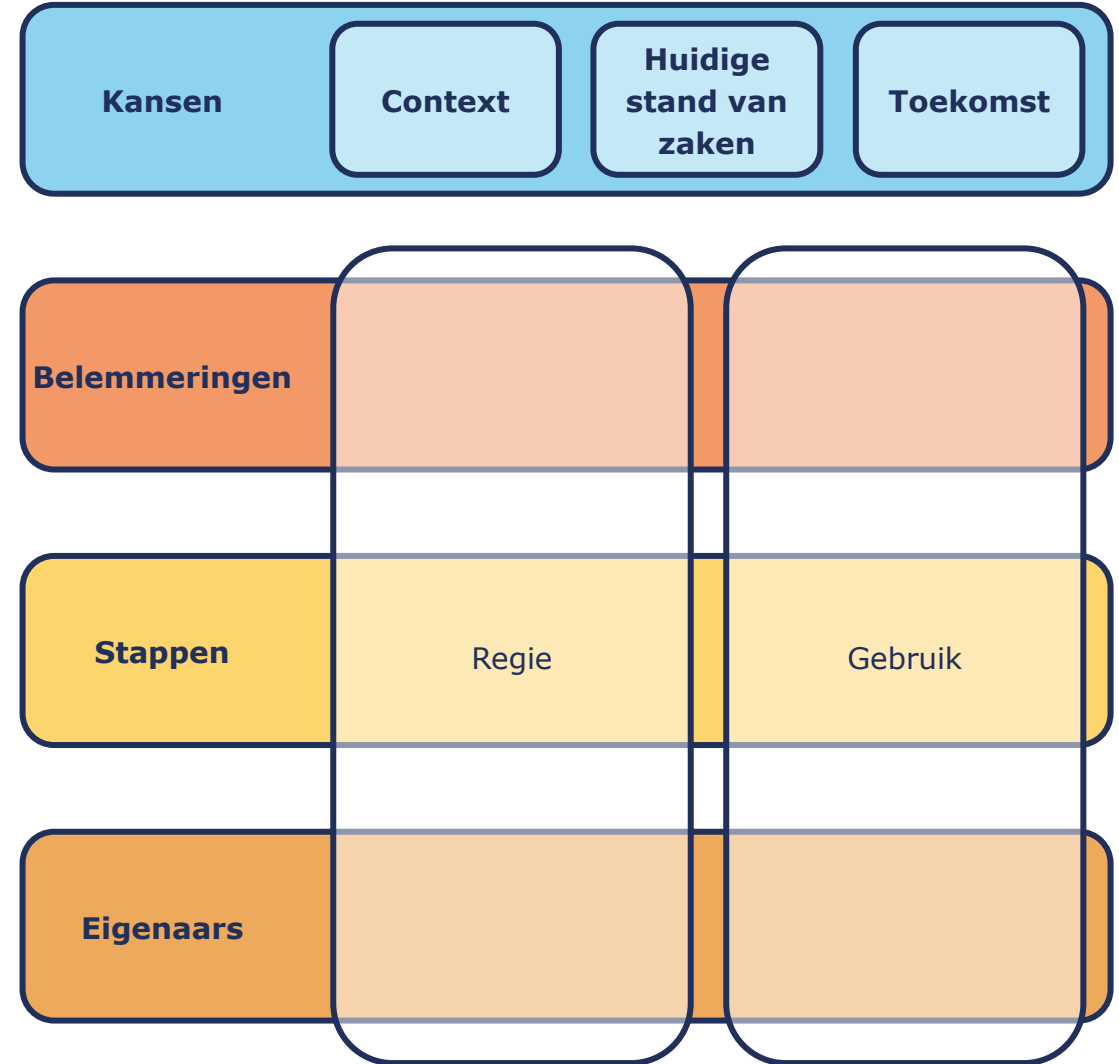 Kansen
Context
Huidige
stand van
zaken
Toekomst
Belemmeringen
Stappen
Regie
Gebruik
Eigenaars